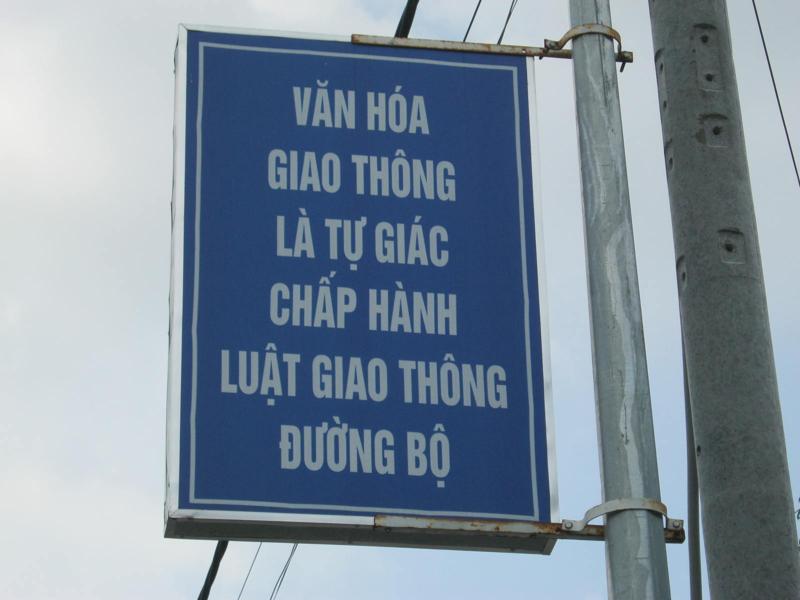 VĂN HÓA
GIAO THÔNG
LÀ TỰ GIÁC
CHẤP HÀNH
LUẬT GIAO THÔNG
ĐƯỜNG BỘ